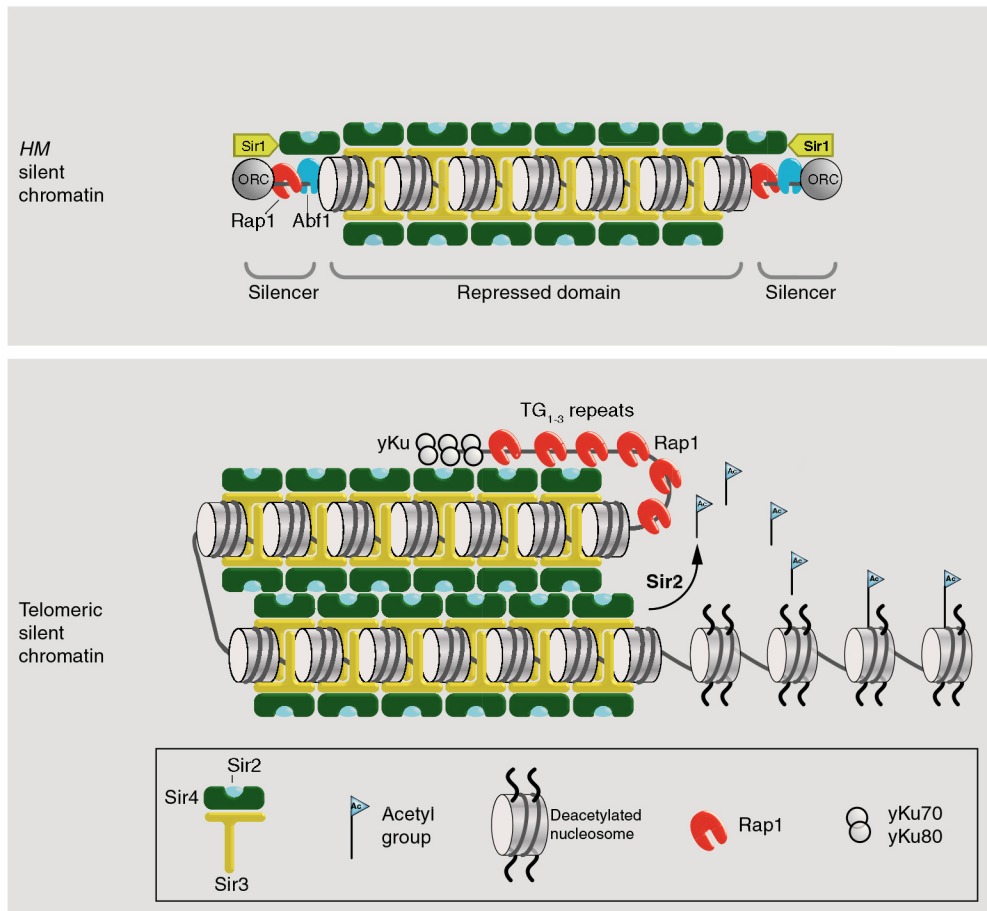 HM
silent
chromatin
Sir1
Sir1
ORC
ORC
Rap1
Abf1
Silencer
Repressed domain
Silencer
TG1-3 repeats
yKu
Rap1
Ac
Ac
Ac
Ac
Ac
Ac
Sir2
Telomeric
silent
chromatin
Sir2
Sir4
Sir3
Ac
Acetyl
group
Deacetylated
nucleosome
Rap1
yKu70
yKu80